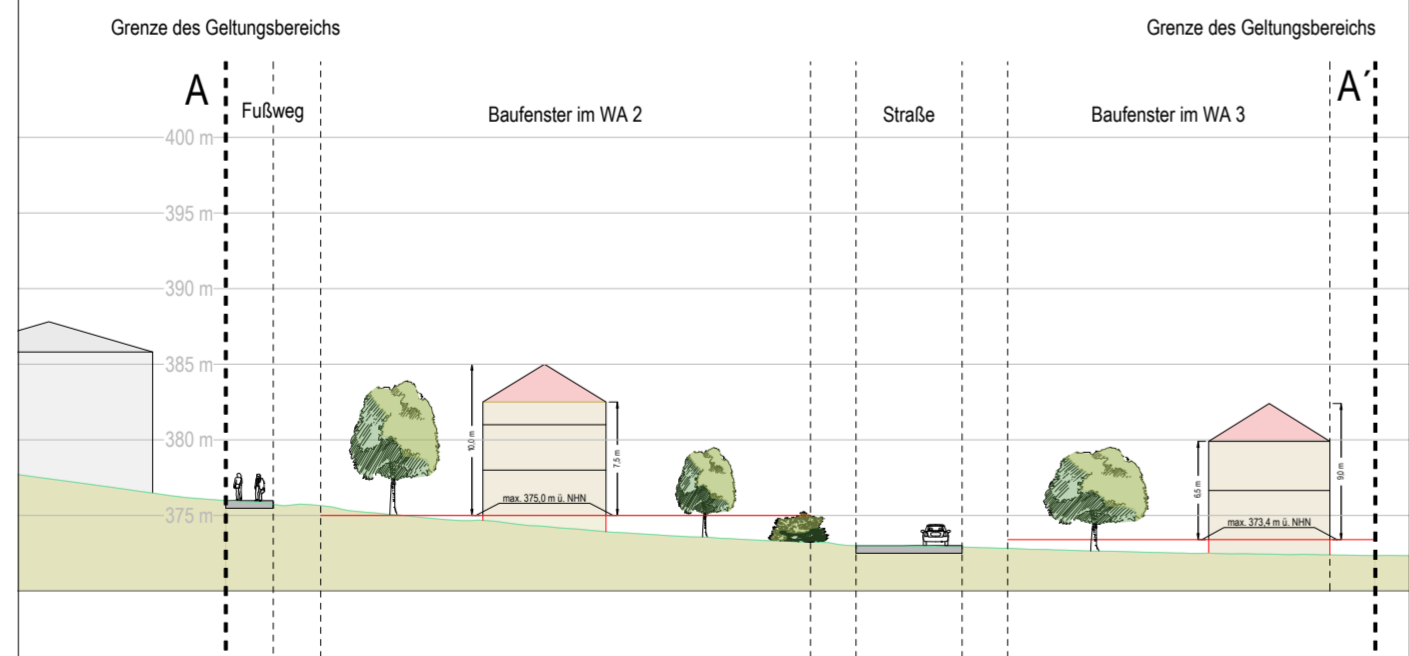 Grenze des Geltungsbereichs
Grenze des Geltungsbereichs
A
A´
Fußweg
Baufenster im WA 2
Straße
Baufenster im WA 3
400 m
395 m
390 m
385 m
380 m
375 m
10,0 m
7,5 m
max. 375,0 m ü. NHN
6,5 m
9,0 m
max. 373,4 m ü. NHN